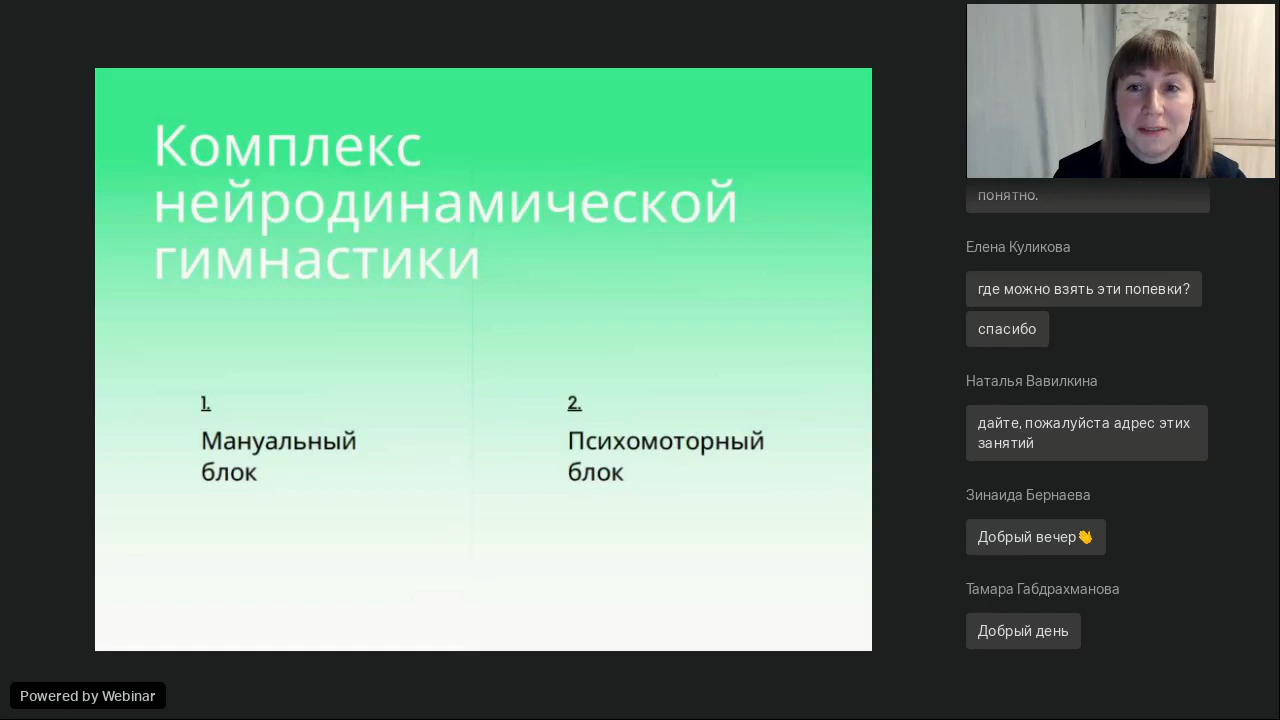 Комплекс
нейродинамической
гимнастики
1.
Мануальный
блок
2.
Психомоторный
блок
понятно.
Елена Куликова
где можно взять эти попевки?
спасибо
Наталья Вавилкина
дайте, пожалуйста адрес этих
занятий
Зинаида Бернаева
Добрый вечер👋
Тамара Габдрахманова
Добрый день
Powered by Webinar